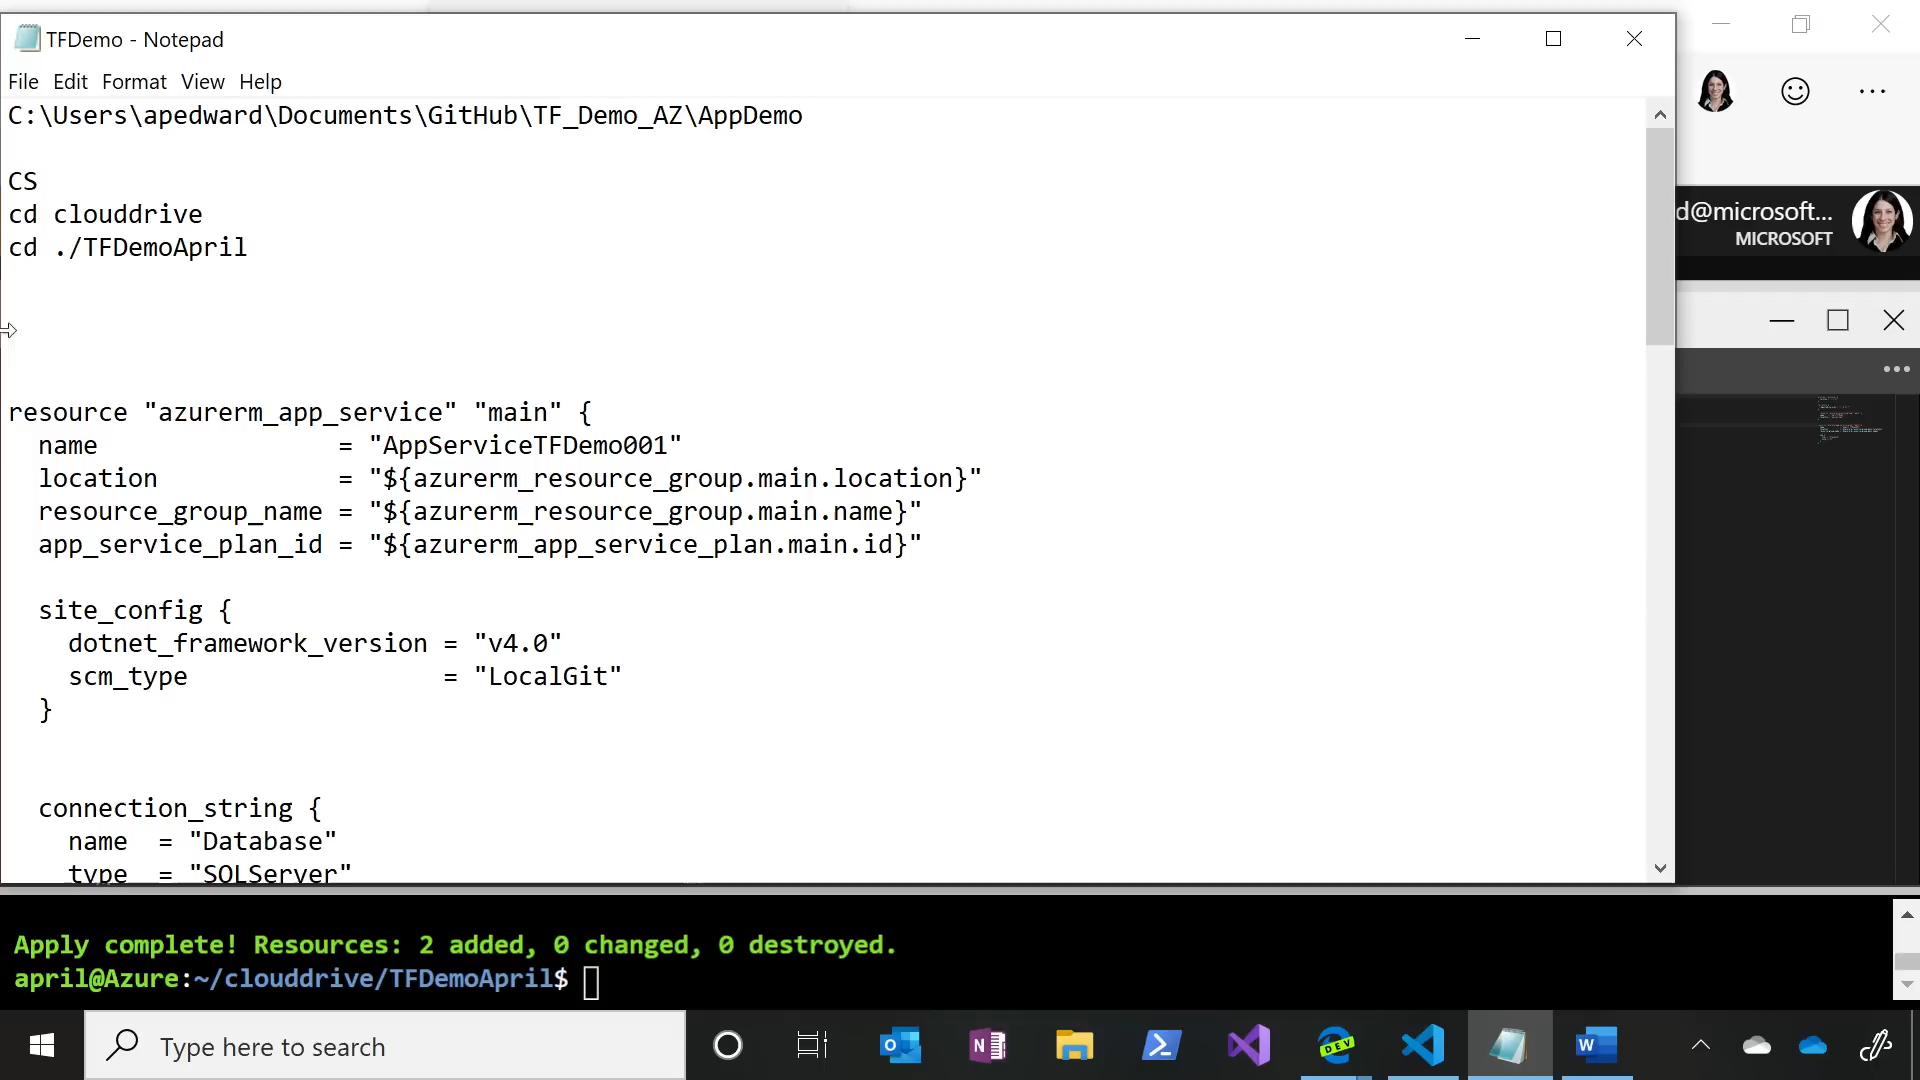 TFDemo - Notepad
File Edit Format View Help
C:\Users\apedward\Documents\GitHub\TF_Demo_AZ\AppDemo
CS
cd clouddrive
cd ./TFDemoApril
resource "azurerm_app_service" "main" {
  name                = "AppServiceTFDemo001"
  location            = "${azurerm_resource_group.main.location}"
  resource_group_name = "${azurerm_resource_group.main.name}"
  app_service_plan_id = "${azurerm_app_service_plan.main.id}"
  site_config {
    dotnet_framework_version = "v4.0"
    scm_type                 = "LocalGit"
  }
  connection_string {
    name  = "Database"
    type  = "SQLServer"
d@microsoft...
MICROSOFT
Apply complete! Resources: 2 added, 0 changed, 0 destroyed.
april@Azure:~/clouddrive/TFDemoApril$
Type here to search
DEV